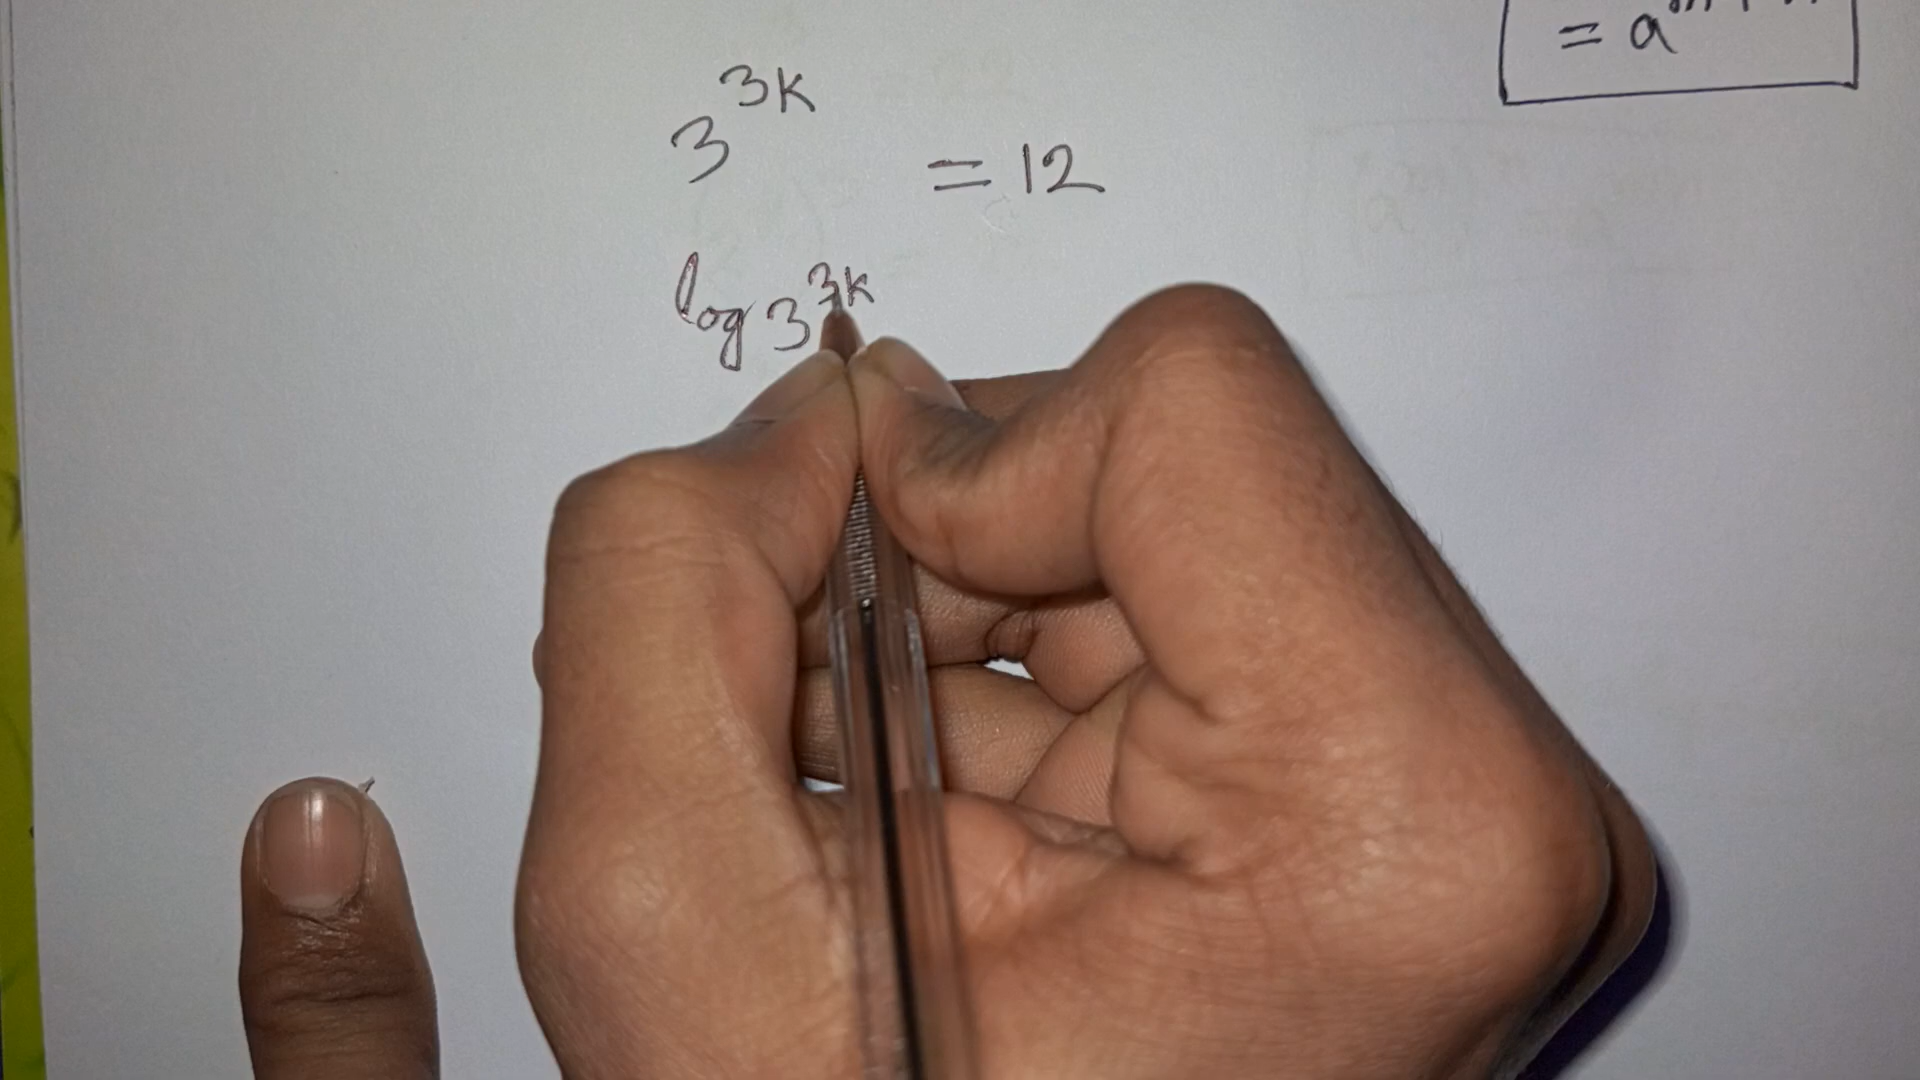 = a
3^{3k} = 12
log 3^{3k}